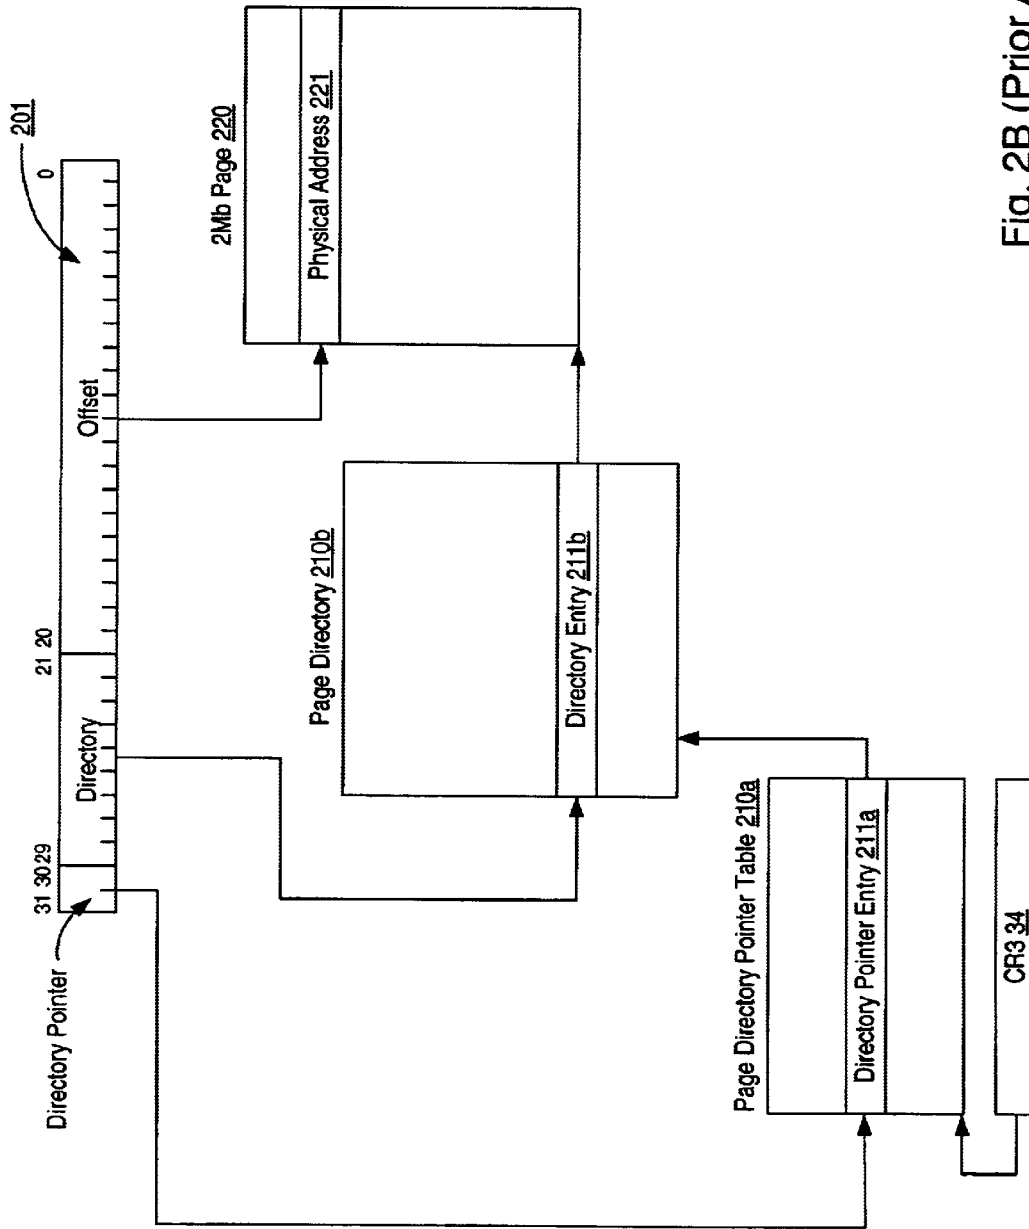 201
31 30 29 21 20 0
Directory Offset
Directory Pointer
2Mb Page 220
Physical Address 221
Page Directory 210b
Directory Entry 211b
Page Directory Pointer Table 210a
Directory Pointer Entry 211a
CR3 34
Fig. 2B (Prior